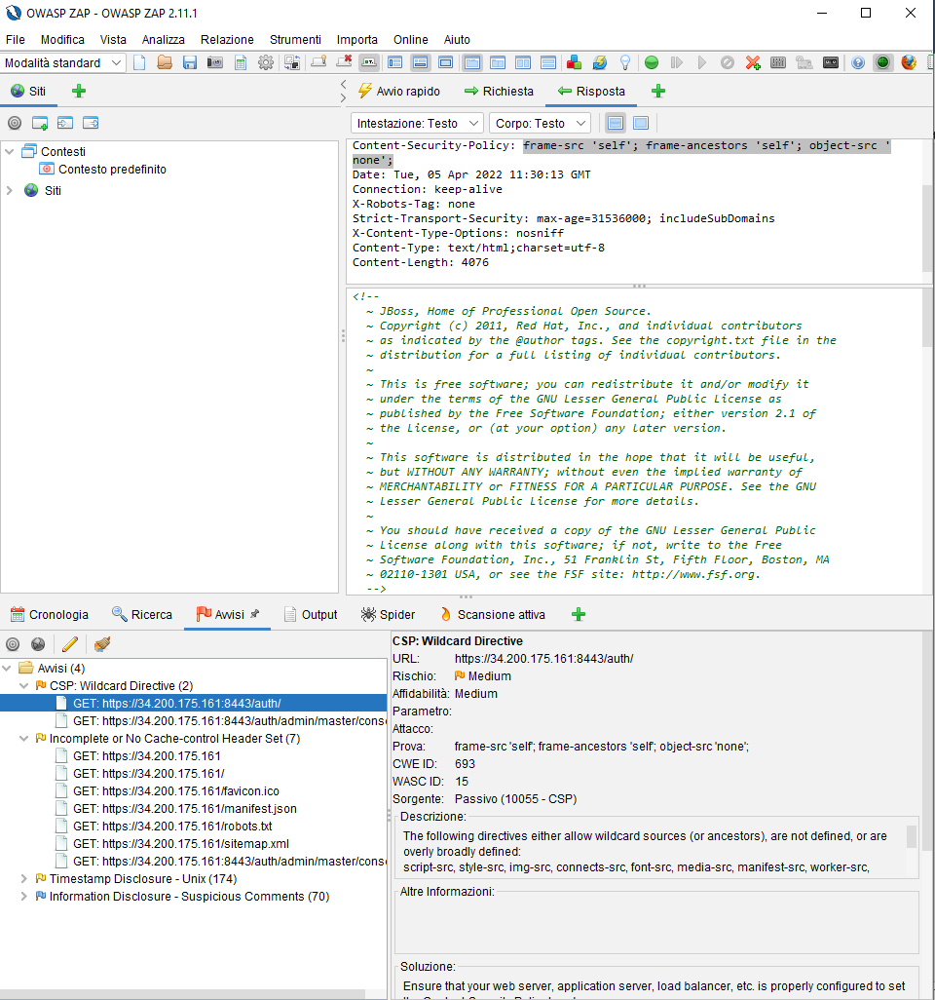 OWASP ZAP - OWASP ZAP 2.11.1
File Modifica Vista Analizza Relazione Strumenti Importa Online Aiuto
Modalità standard
Siti
Avvio rapido Richiesta Risposta
Intestazione: Testo Corpo: Testo
Contesti
Contesto predefinito
Siti
Content-Security-Policy: frame-src 'self'; frame-ancestors 'self'; object-src '
none';
Date: Tue, 05 Apr 2022 11:30:13 GMT
Connection: keep-alive
X-Robots-Tag: none
Strict-Transport-Security: max-age=31536000; includeSubDomains
X-Content-Type-Options: nosniff
Content-Type: text/html;charset=utf-8
Content-Length: 4076
<!--
~ JBoss, Home of Professional Open Source.
~ Copyright (c) 2011, Red Hat, Inc., and individual contributors
~ as indicated by the @author tags. See the copyright.txt file in the
~ distribution for a full listing of individual contributors.
~
~ This is free software; you can redistribute it and/or modify it
~ under the terms of the GNU Lesser General Public License as
~ published by the Free Software Foundation; either version 2.1 of
~ the License, or (at your option) any later version.
~
~ This software is distributed in the hope that it will be useful,
~ but WITHOUT ANY WARRANTY; without even the implied warranty of
~ MERCHANTABILITY or FITNESS FOR A PARTICULAR PURPOSE. See the GNU
~ Lesser General Public License for more details.
~
~ You should have received a copy of the GNU Lesser General Public
~ License along with this software; if not, write to the Free
~ Software Foundation, Inc., 51 Franklin St, Fifth Floor, Boston, MA
~ 02110-1301 USA, or see the FSF site: http://www.fsf.org.
-->
Cronologia Ricerca Avvisi Output Spider Scansione attiva
Avvisi (4)
CSP: Wildcard Directive (2)
GET: https://34.200.175.161:8443/auth/
GET: https://34.200.175.161:8443/auth/admin/master/conso
Incomplete or No Cache-control Header Set (7)
GET: https://34.200.175.161
GET: https://34.200.175.161/
GET: https://34.200.175.161/favicon.ico
GET: https://34.200.175.161/manifest.json
GET: https://34.200.175.161/robots.txt
GET: https://34.200.175.161/sitemap.xml
GET: https://34.200.175.161:8443/auth/admin/master/conso
Timestamp Disclosure - Unix (174)
Information Disclosure - Suspicious Comments (70)
CSP: Wildcard Directive
URL: https://34.200.175.161:8443/auth/
Rischio: Medium
Affidabilità: Medium
Parametro:
Attacco:
Prova: frame-src 'self'; frame-ancestors 'self'; object-src 'none';
CWE ID: 693
WASC ID: 15
Sorgente: Passivo (10055 - CSP)
Descrizione:
The following directives either allow wildcard sources (or ancestors), are not defined, or are
overly broadly defined:
script-src, style-src, img-src, connects-src, font-src, media-src, manifest-src, worker-src,
Altre Informazioni:
Soluzione:
Ensure that your web server, application server, load balancer, etc. is properly configured to set